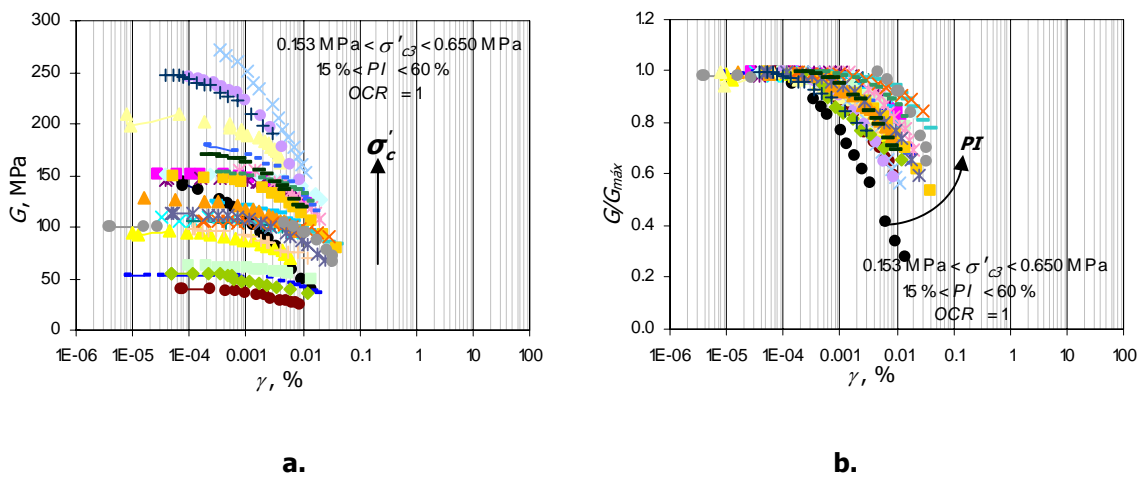 300
250
200
150
100
50
0
G, MPa
0.153 MPa < σ'c3 < 0.650 MPa
15 % < PI < 60 %
OCR = 1
σ'c
1E-06 1E-05 1E-04 0.001 0.01 0.1 1 10 100
γ, %
a.
1.0
0.8
0.6
0.4
0.2
0.0
G/Gmáx
PI
0.153 MPa < σ'c3 < 0.650 MPa
15 % < PI < 60 %
OCR = 1
1E-06 1E-05 1E-04 0.001 0.01 0.1 1 10 100
γ, %
b.